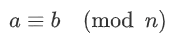 a ≡ b (mod n)